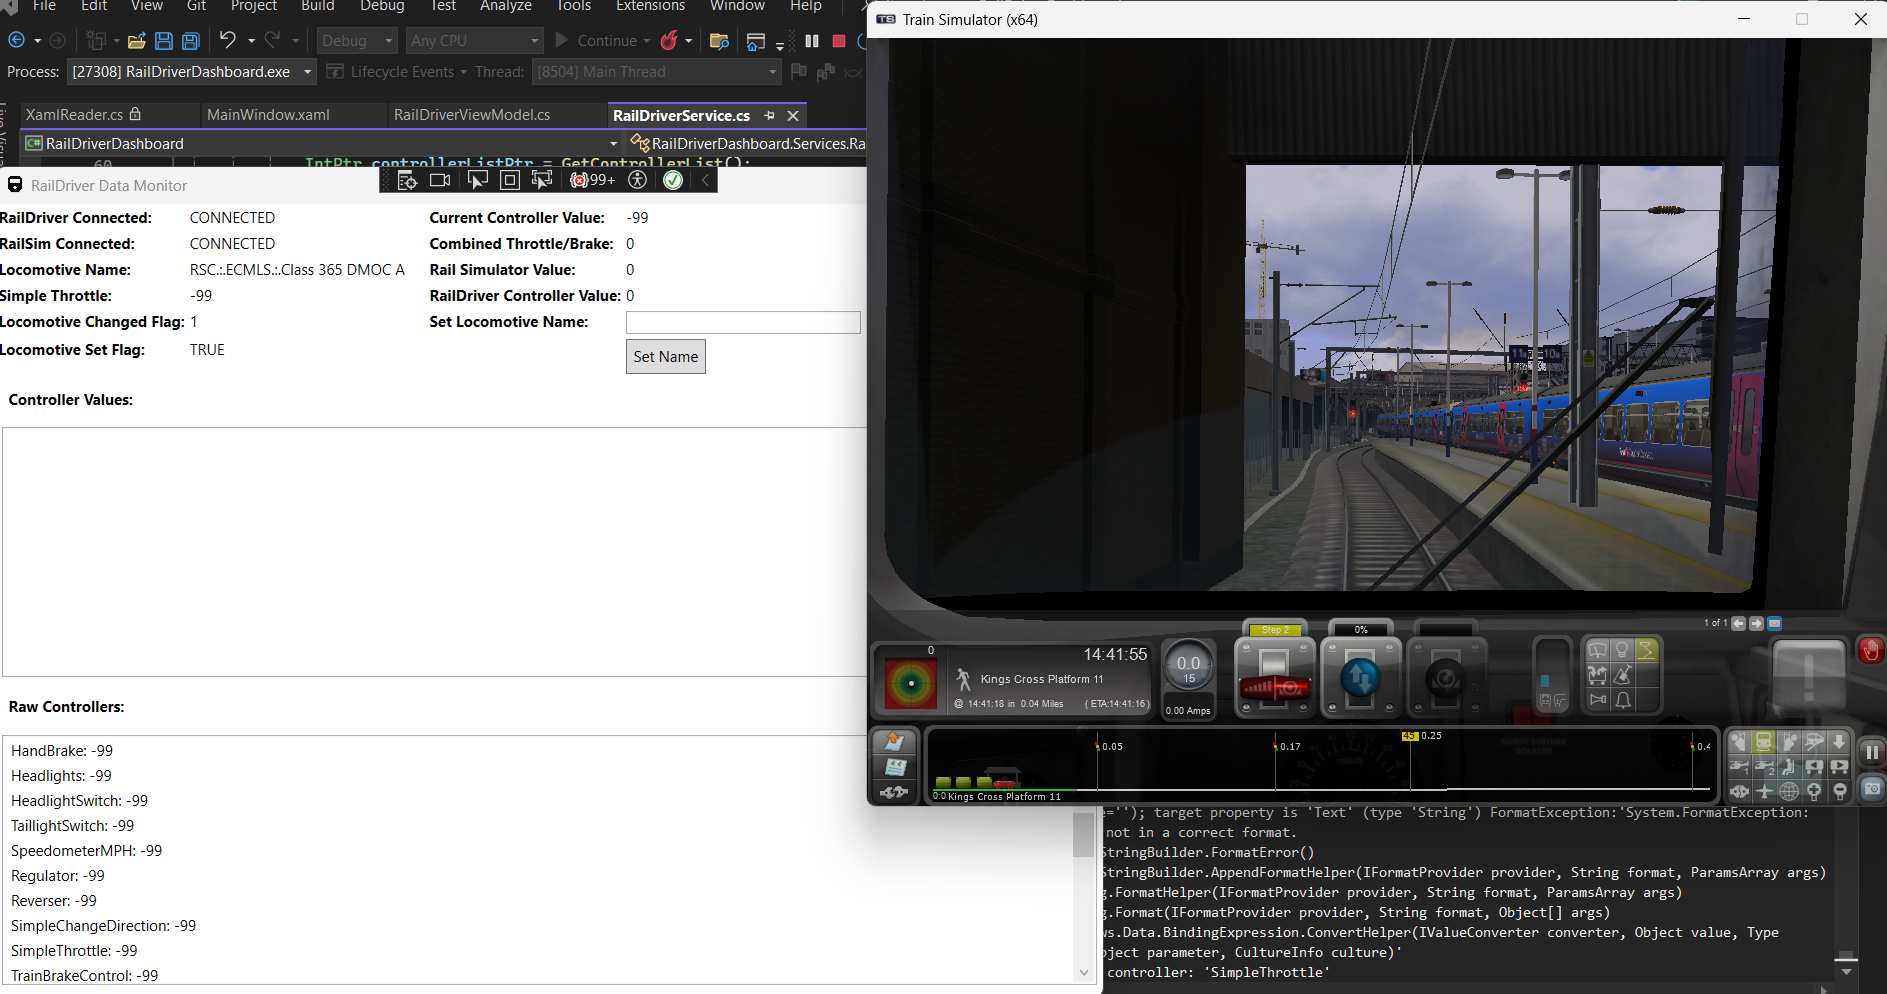 File Edit View Git Project Build Debug Test Analyze Tools Extensions Window Help
Debug Any CPU Continue
Process: [27308] RailDriverDashboard.exe Lifecycle Events Thread: [8504] Main Thread
XamlReader.cs MainWindow.xaml RailDriverViewModel.cs RailDriverService.cs
RailDriverDashboard RailDriverDashboard.Services.Ra
60 IntPtr controllerListPtr = GetControllerList();
RailDriver Data Monitor
99+
RailDriver Connected: CONNECTED
RailSim Connected: CONNECTED
Locomotive Name: RSC.:.ECMLS.:.Class 365 DMOC A
Simple Throttle: -99
Locomotive Changed Flag: 1
Locomotive Set Flag: TRUE
Current Controller Value: -99
Combined Throttle/Brake: 0
Rail Simulator Value: 0
RailDriver Controller Value: 0
Set Locomotive Name:
Set Name
Controller Values:
Raw Controllers:
HandBrake: -99
Headlights: -99
HeadlightSwitch: -99
TaillightSwitch: -99
SpeedometerMPH: -99
Regulator: -99
Reverser: -99
SimpleChangeDirection: -99
SimpleThrottle: -99
TrainBrakeControl: -99
TS Train Simulator (x64)
11a 10a
1 of 1
Step 2
0%
0
14:41:55
Kings Cross Platform 11
@ 14:41:18 in 0.04 Miles (ETA:14:41:16)
0.0
15
0.00 Amps
0.05
0.17
45 0.25
0.4
0:0 Kings Cross Platform 11
1
2
SAFETY SYSTEMS
ISOLATED
e=''); target property is 'Text' (type 'String') FormatException:'System.FormatException:
not in a correct format.
StringBuilder.FormatError()
StringBuilder.AppendFormatHelper(IFormatProvider provider, String format, ParamsArray args)
g.FormatHelper(IFormatProvider provider, String format, ParamsArray args)
g.Format(IFormatProvider provider, String format, Object[] args)
ws.Data.BindingExpression.ConvertHelper(IValueConverter converter, Object value, Type
bject parameter, CultureInfo culture)'
controller: 'SimpleThrottle'